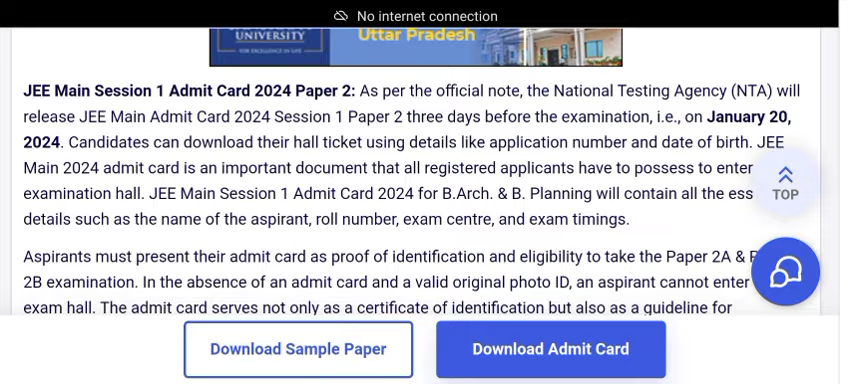 No internet connection
UNIVERSITY
Uttar Pradesh
JEE Main Session 1 Admit Card 2024 Paper 2: As per the official note, the National Testing Agency (NTA) will
release JEE Main Admit Card 2024 Session 1 Paper 2 three days before the examination, i.e., on January 20,
2024. Candidates can download their hall ticket using details like application number and date of birth. JEE
Main 2024 admit card is an important document that all registered applicants have to possess to enter
examination hall. JEE Main Session 1 Admit Card 2024 for B.Arch. & B. Planning will contain all the ess
TOP
details such as the name of the aspirant, roll number, exam centre, and exam timings.
Aspirants must present their admit card as proof of identification and eligibility to take the Paper 2A &
2B examination. In the absence of an admit card and a valid original photo ID, an aspirant cannot enter
exam hall. The admit card serves not only as a certificate of identification but also as a guideline for
Download Sample Paper
Download Admit Card